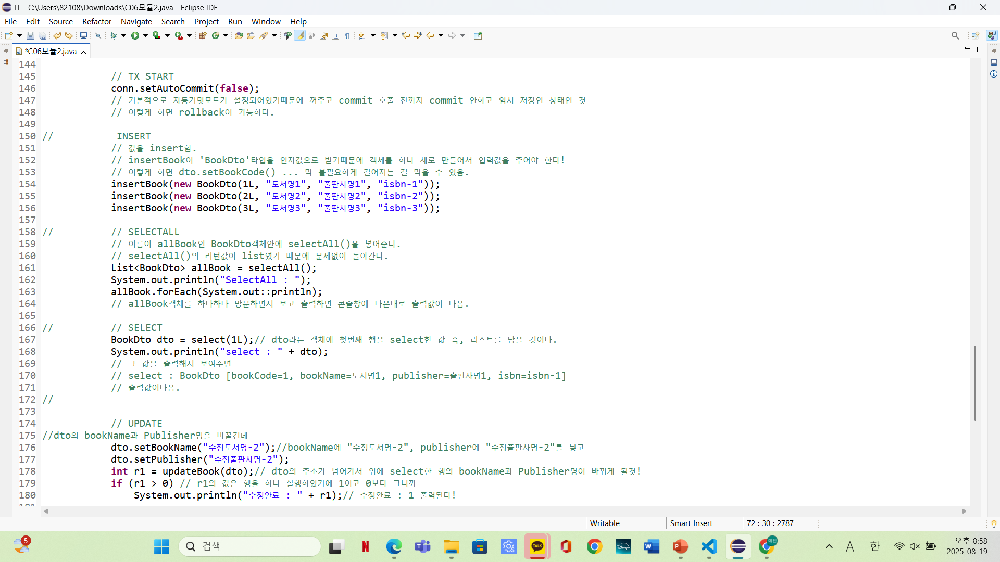 IT - C:\Users\82108\Downloads\C06모듈2.java - Eclipse IDE
File Edit Source Refactor Navigate Search Project Run Window Help
*C06모듈2.java
144
145 // TX START
146 conn.setAutoCommit(false);
147 // 기본적으로 자동커밋모드가 설정되어있기때문에 꺼주고 commit 호출 전까지 commit 안하고 임시 저장인 상태인 것
148 // 이렇게 하면 rollback이 가능하다.
149
150 // INSERT
151 // 값을 insert함.
152 // insertBook이 'BookDto'타입을 인자값으로 받기때문에 객체를 하나 새로 만들어서 입력값을 주어야 한다!
153 // 이렇게 하면 dto.setBookCode() ... 막 불필요하게 길어지는 걸 막을 수 있음.
154 insertBook(new BookDto(1L, "도서명1", "출판사명1", "isbn-1"));
155 insertBook(new BookDto(2L, "도서명2", "출판사명2", "isbn-2"));
156 insertBook(new BookDto(3L, "도서명3", "출판사명3", "isbn-3"));
157
158 // // SELECTALL
159 // 이름이 allBook인 BookDto객체안에 selectAll()을 넣어준다.
160 // selectAll()의 리턴값이 list였기 때문에 문제없이 돌아간다.
161 List<BookDto> allBook = selectAll();
162 System.out.println("SelectAll : ");
163 allBook.forEach(System.out::println);
164 // allBook객체를 하나하나 방문하면서 보고 출력하면 콘솔창에 나온대로 출력값이 나옴.
165
166 // // SELECT
167 BookDto dto = select(1L);// dto라는 객체에 첫번째 행을 select한 값 즉, 리스트를 담을 것이다.
168 System.out.println("select : " + dto);
169 // 그 값을 출력해서 보여주면
170 // select : BookDto [bookCode=1, bookName=도서명1, publisher=출판사명1, isbn=isbn-1]
171 // 출력값이나옴.
172 //
173
174 // UPDATE
175 //dto의 bookName과 Publisher명을 바꿀건데
176 dto.setBookName("수정도서명-2");//bookName에 "수정도서명-2", publisher에 "수정출판사명-2"를 넣고
177 dto.setPublisher("수정출판사명-2");
178 int r1 = updateBook(dto);// dto의 주소가 넘어가서 위에 select한 행의 bookName과 Publisher명이 바뀌게 될것!
179 if (r1 > 0) // r1의 값은 행을 하나 실행하였기에 1이고 0보다 크니까
180 System.out.println("수정완료 : " + r1);// 수정완료 : 1 출력된다!
Writable Smart Insert 72 : 30 : 2787
5 검색 N TALK Disney+ W P 예진 A 한 오후 8:58
2025-08-19